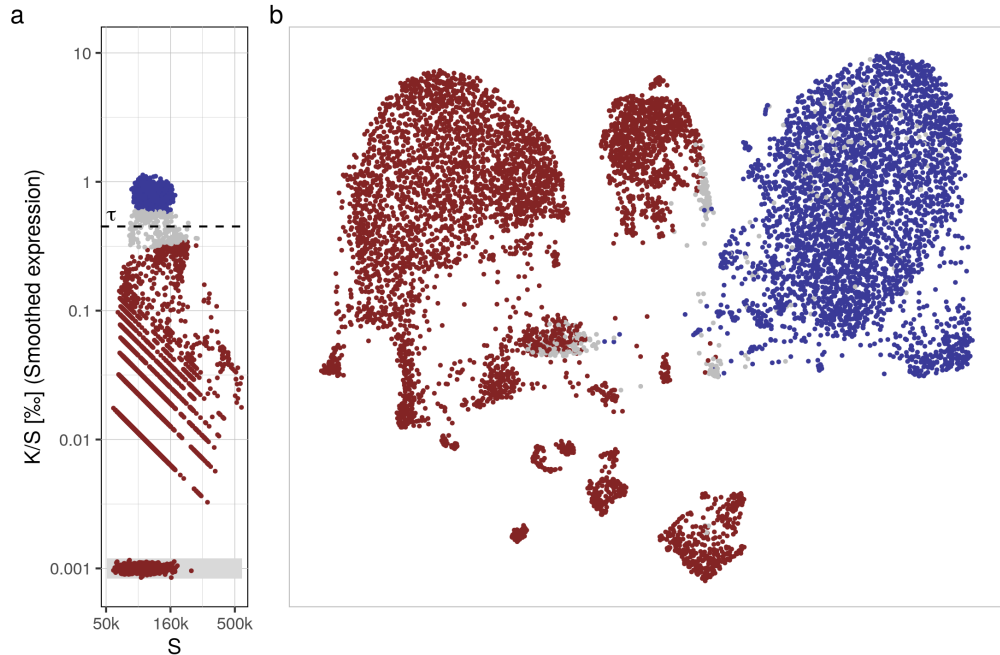 a
b
K/S [‰] (Smoothed expression)
10
1
τ
0.1
0.01
0.001
50k
160k
500k
S